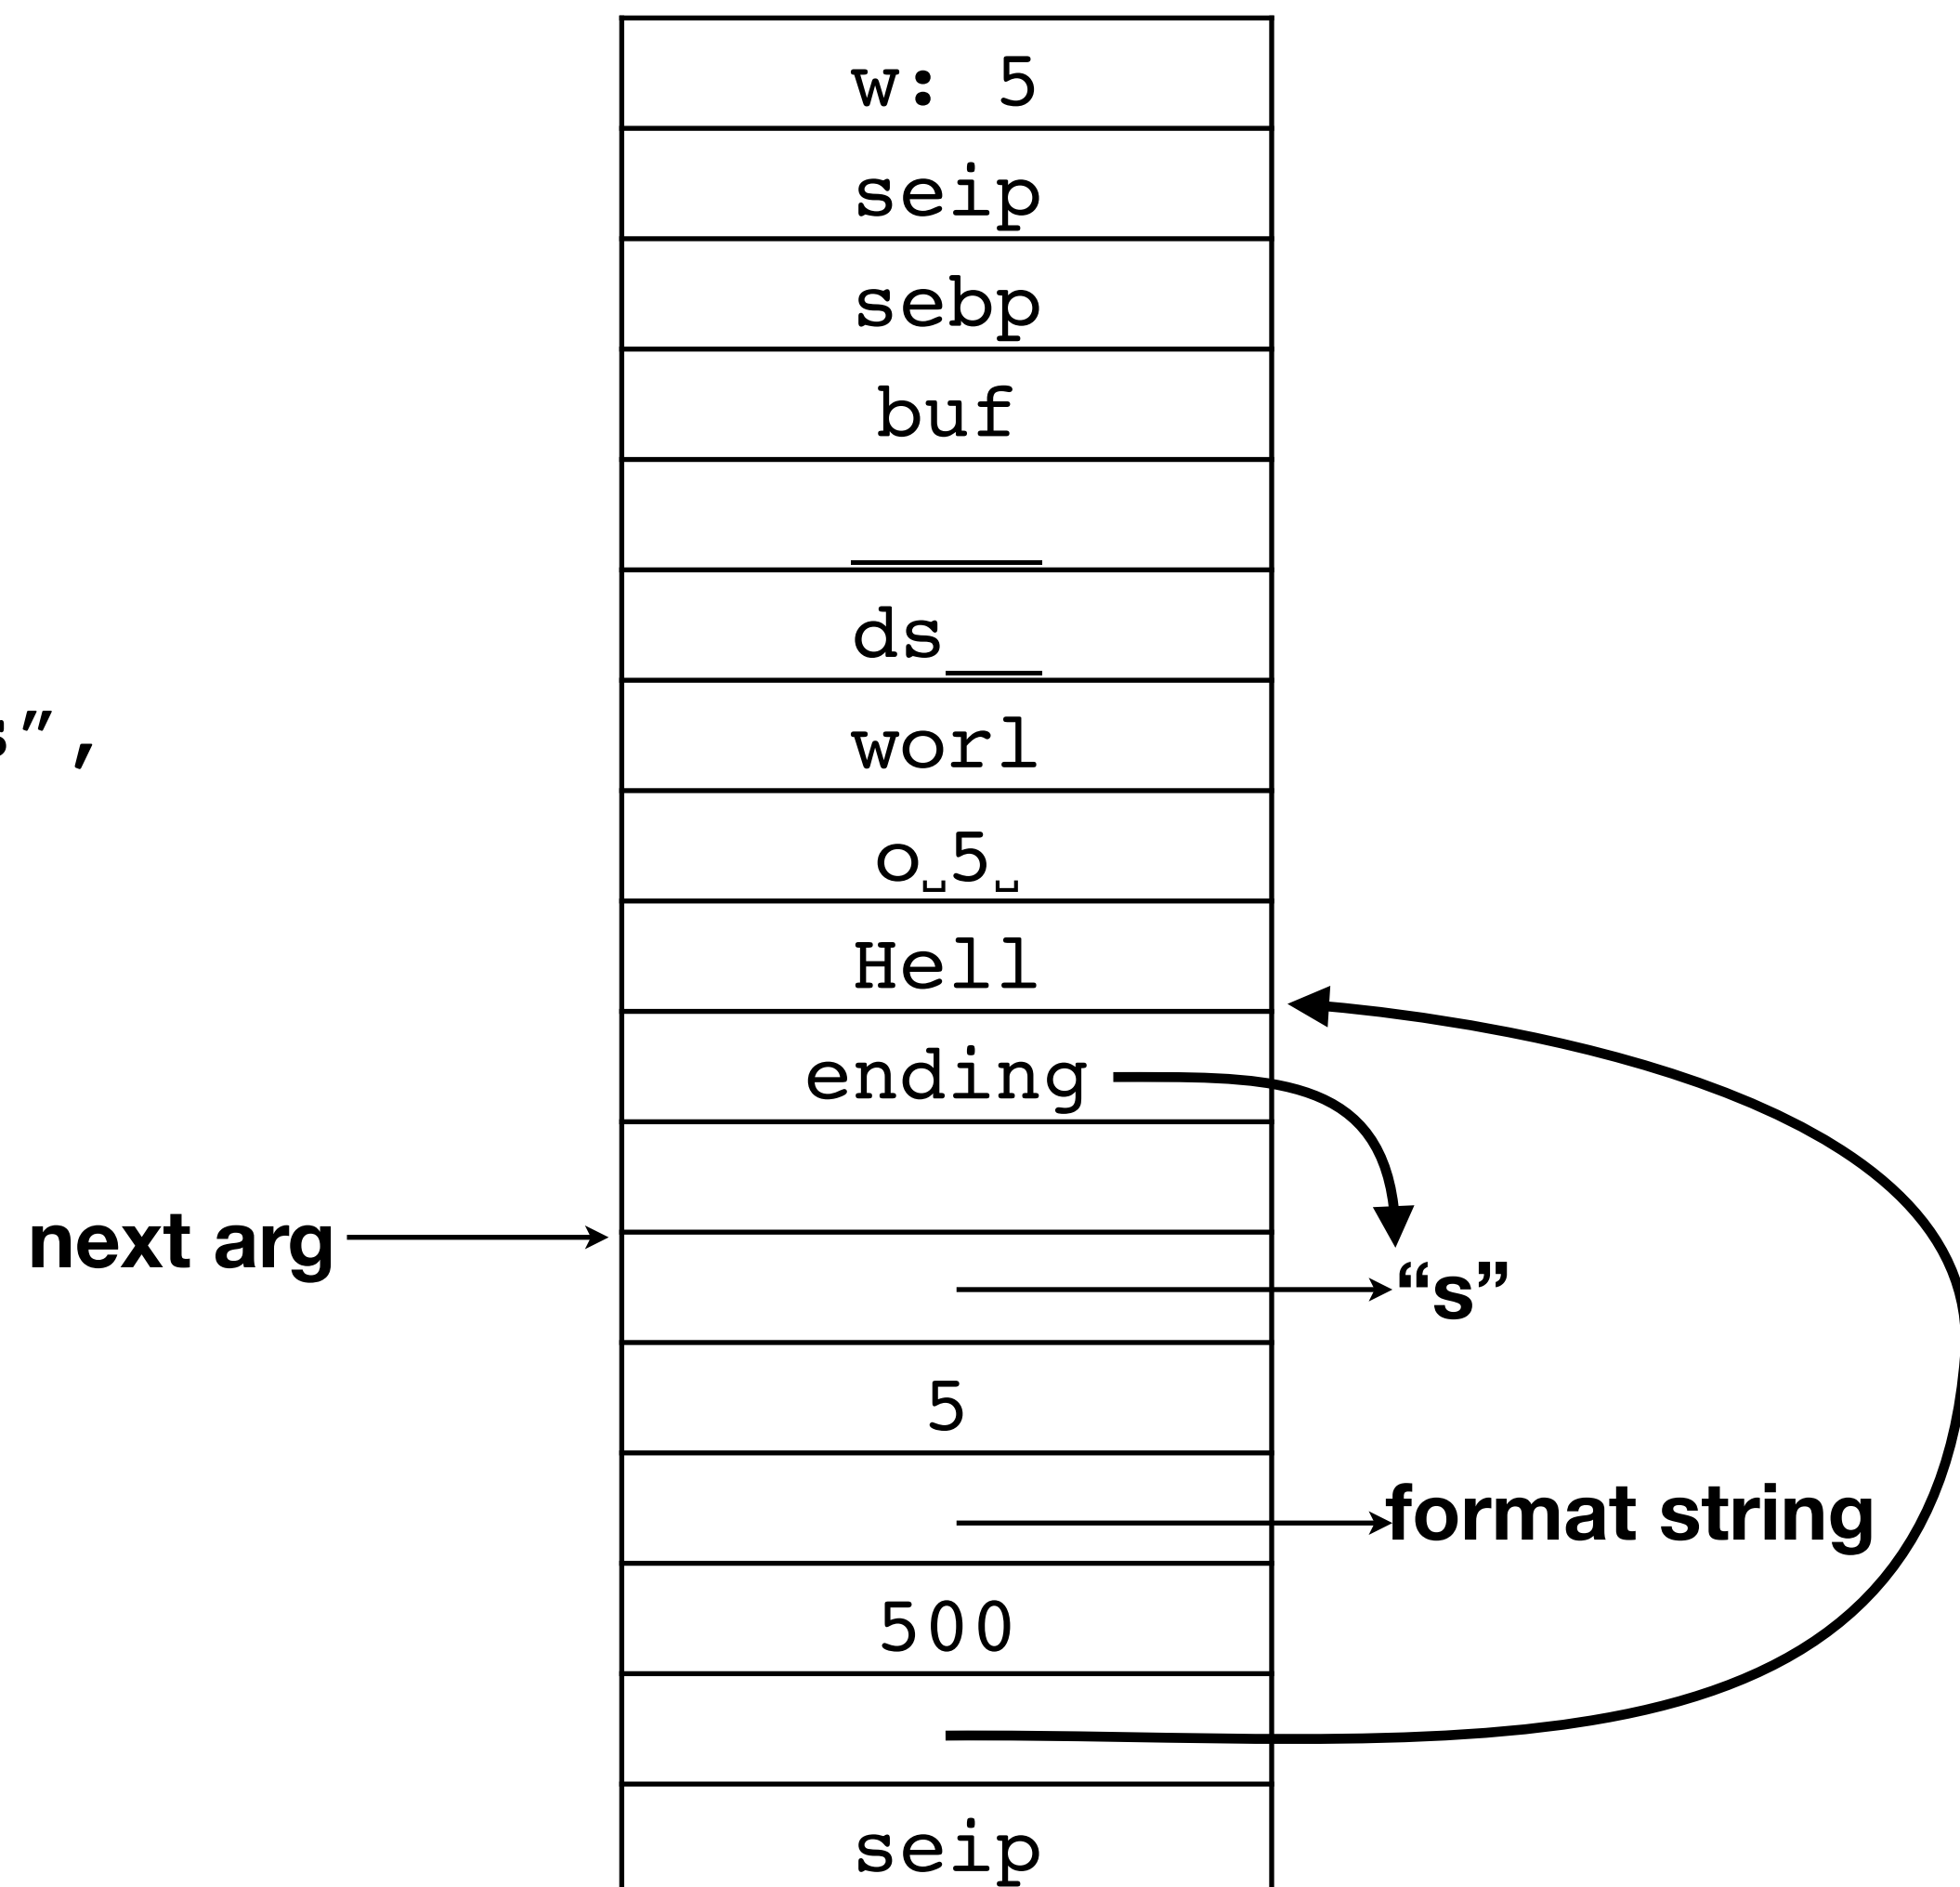 w: 5
seip
sebp
buf
____
ds__
worl
s”,
o␣5␣
Hell
ending
next arg
“s”
5
format string
500
seip